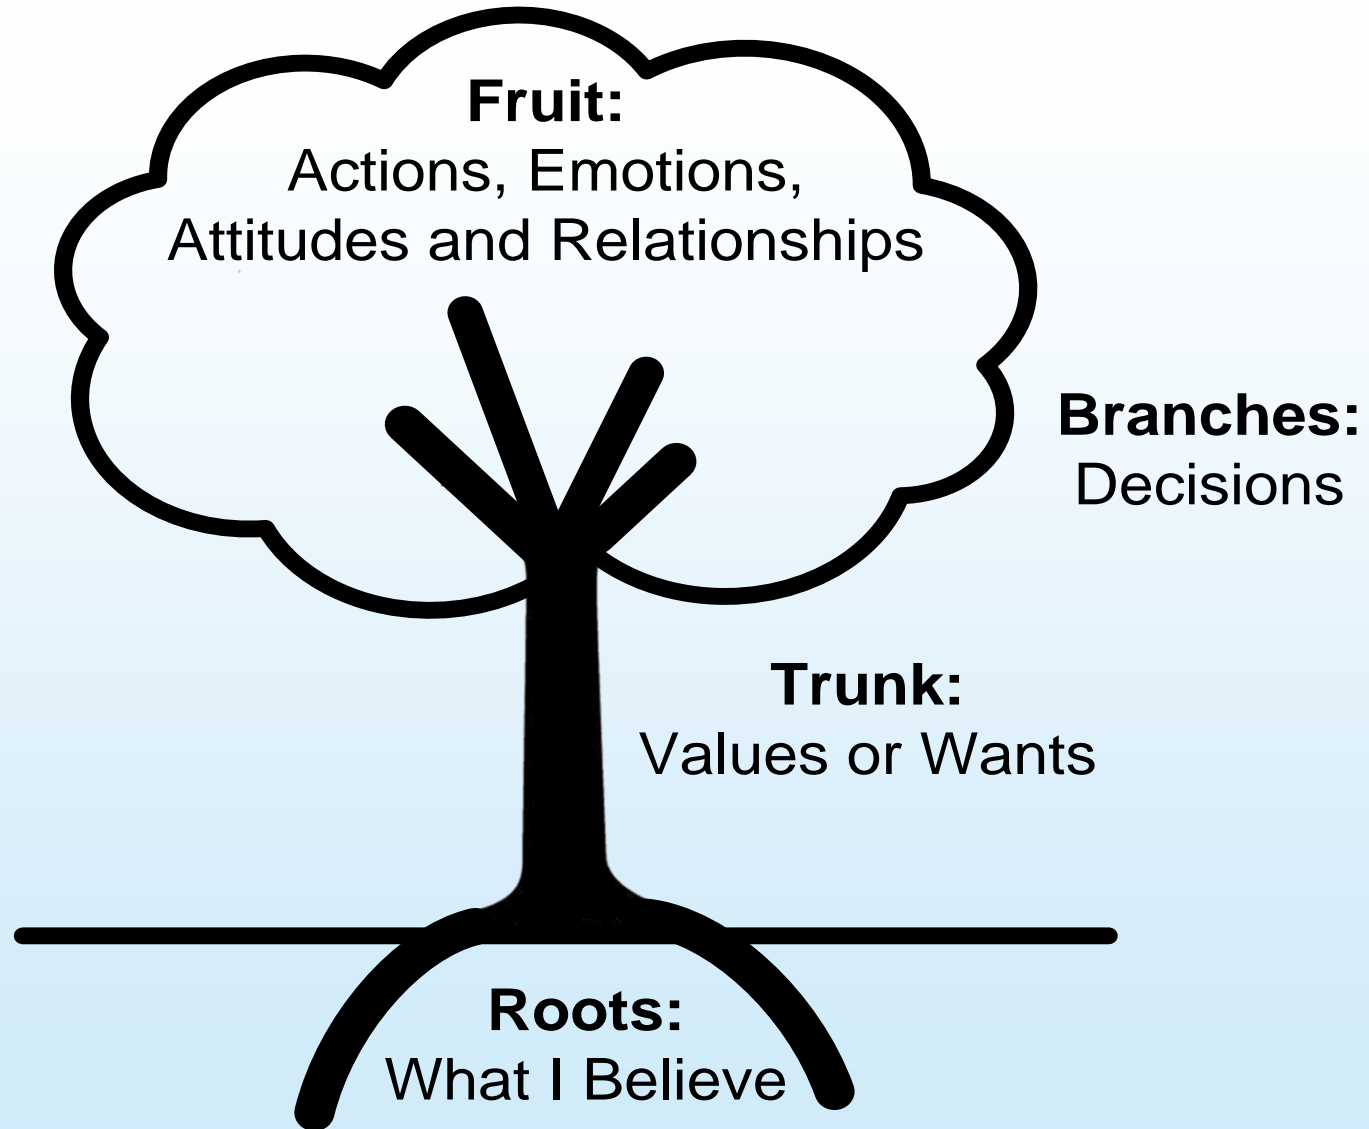 Fruit:
Actions, Emotions,
Attitudes and Relationships
Branches:
Decisions
Trunk:
Values or Wants
Roots:
What I Believe